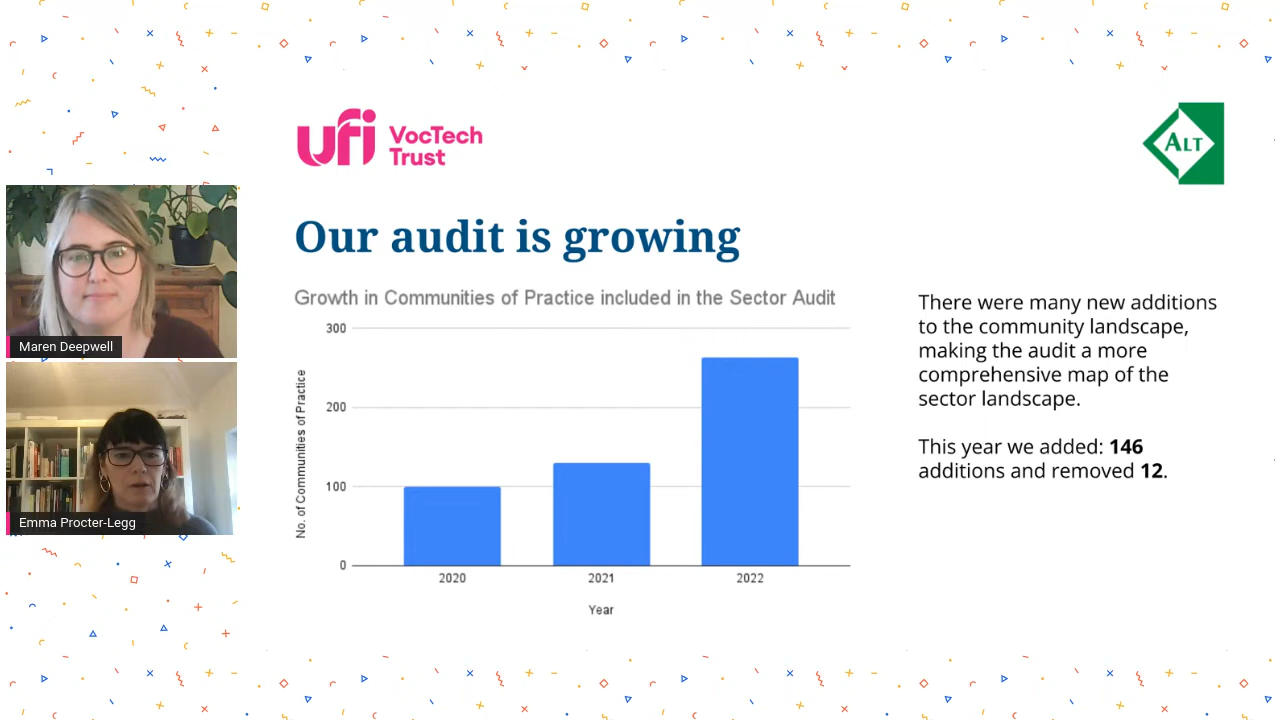 ufi VocTech
Trust
ALT
Our audit is growing
Growth in Communities of Practice included in the Sector Audit
300
200
100
0
No. of Communities of Practice
2020 2021 2022
Year
There were many new additions
to the community landscape,
making the audit a more
comprehensive map of the
sector landscape.
This year we added: 146
additions and removed 12.
Maren Deepwell
Emma Procter-Legg